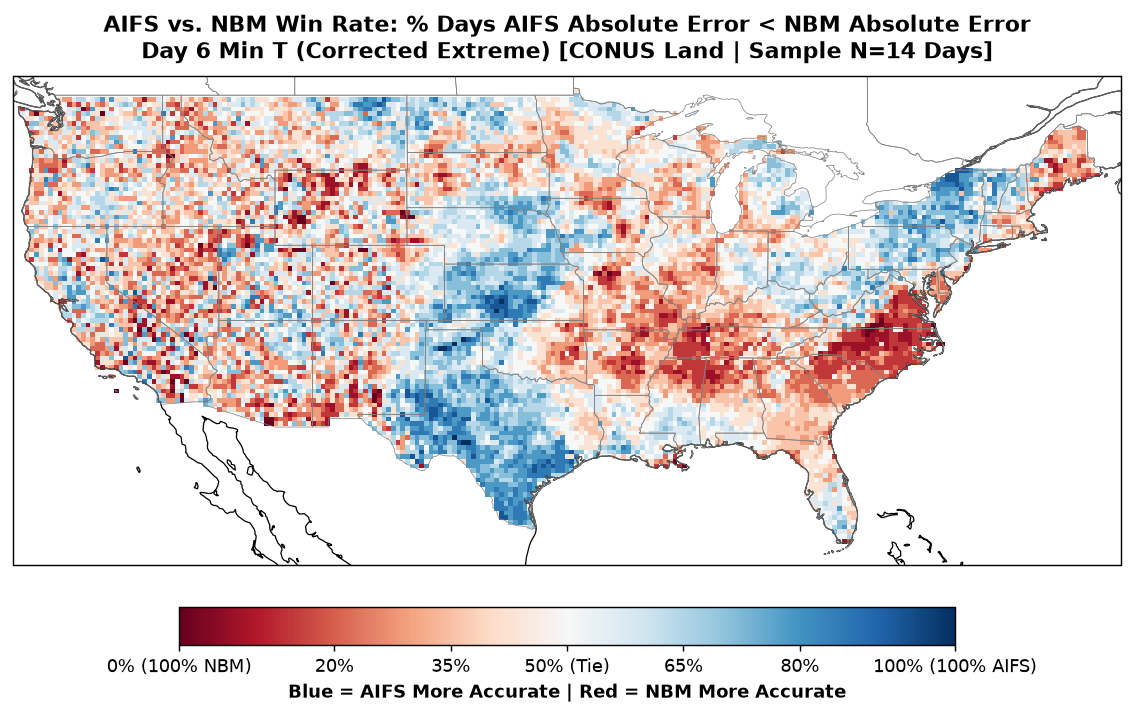 AIFS vs. NBM Win Rate: % Days AIFS Absolute Error < NBM Absolute Error
Day 6 Min T (Corrected Extreme) [CONUS Land | Sample N=14 Days]
0% (100% NBM) 20% 35% 50% (Tie) 65% 80% 100% (100% AIFS)
Blue = AIFS More Accurate | Red = NBM More Accurate